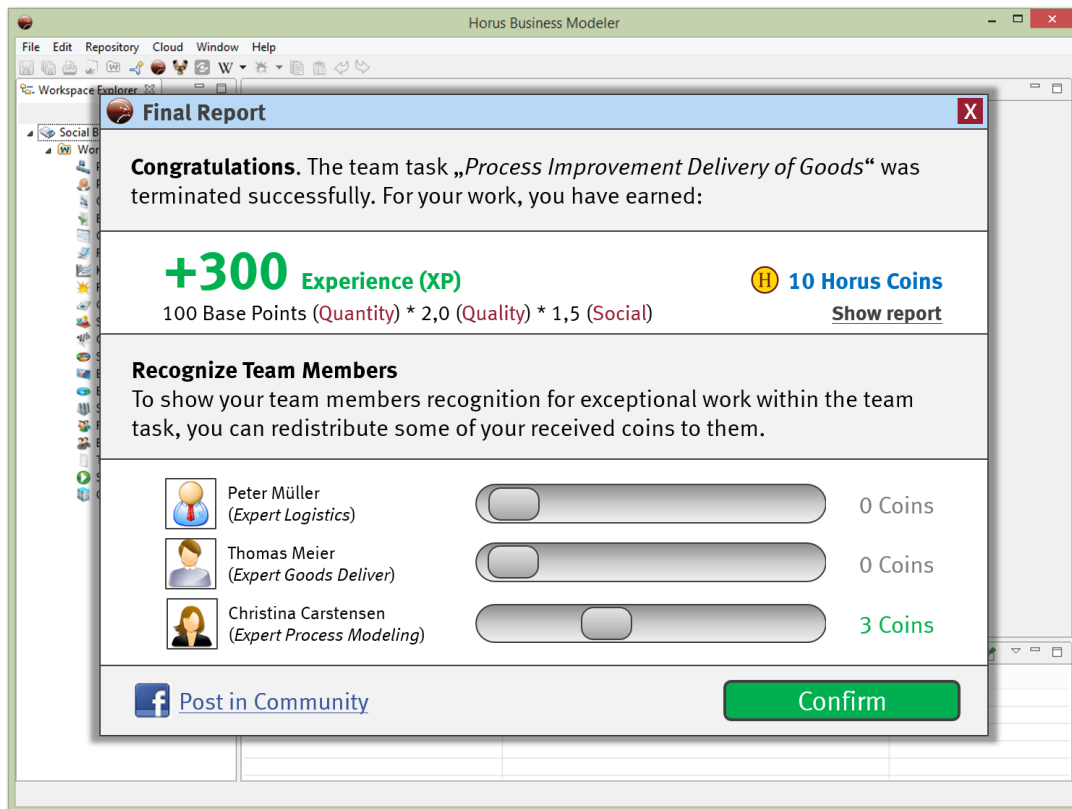 Horus Business Modeler
File Edit Repository Cloud Window Help
W
Workspace Explorer
Final Report
X
Social B
Wor
Congratulations. The team task „Process Improvement Delivery of Goods“ was
terminated successfully. For your work, you have earned:
+300 Experience (XP)
H 10 Horus Coins
100 Base Points (Quantity) * 2,0 (Quality) * 1,5 (Social)
Show report
Recognize Team Members
To show your team members recognition for exceptional work within the team
task, you can redistribute some of your received coins to them.
Peter Müller
(Expert Logistics)
0 Coins
Thomas Meier
(Expert Goods Deliver)
0 Coins
Christina Carstensen
(Expert Process Modeling)
3 Coins
f Post in Community
Confirm